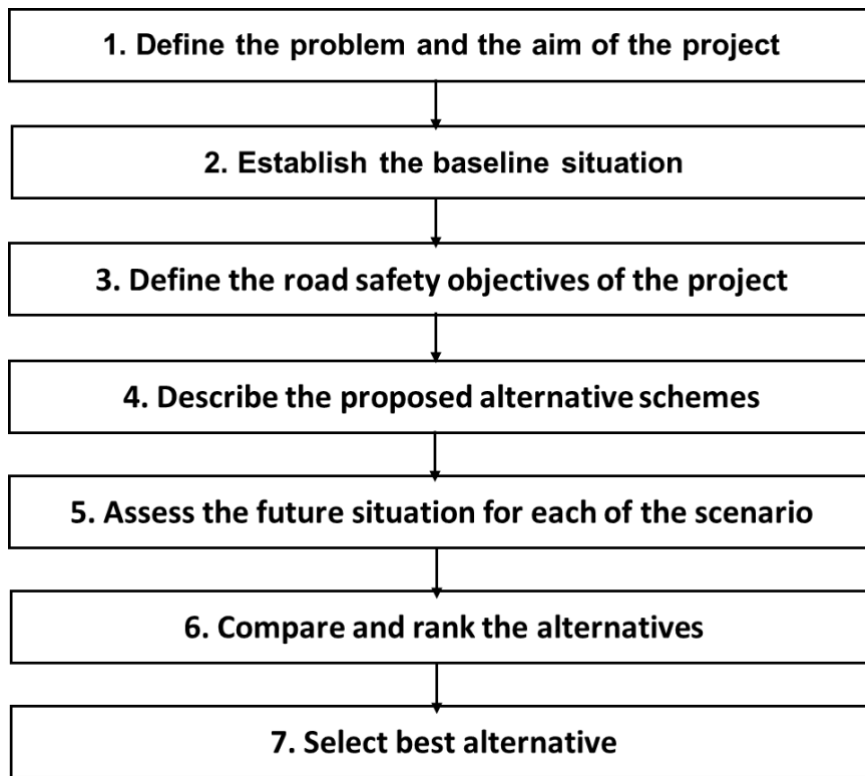 1. Define the problem and the aim of the project
2. Establish the baseline situation
3. Define the road safety objectives of the project
4. Describe the proposed alternative schemes
5. Assess the future situation for each of the scenario
6. Compare and rank the alternatives
7. Select best alternative